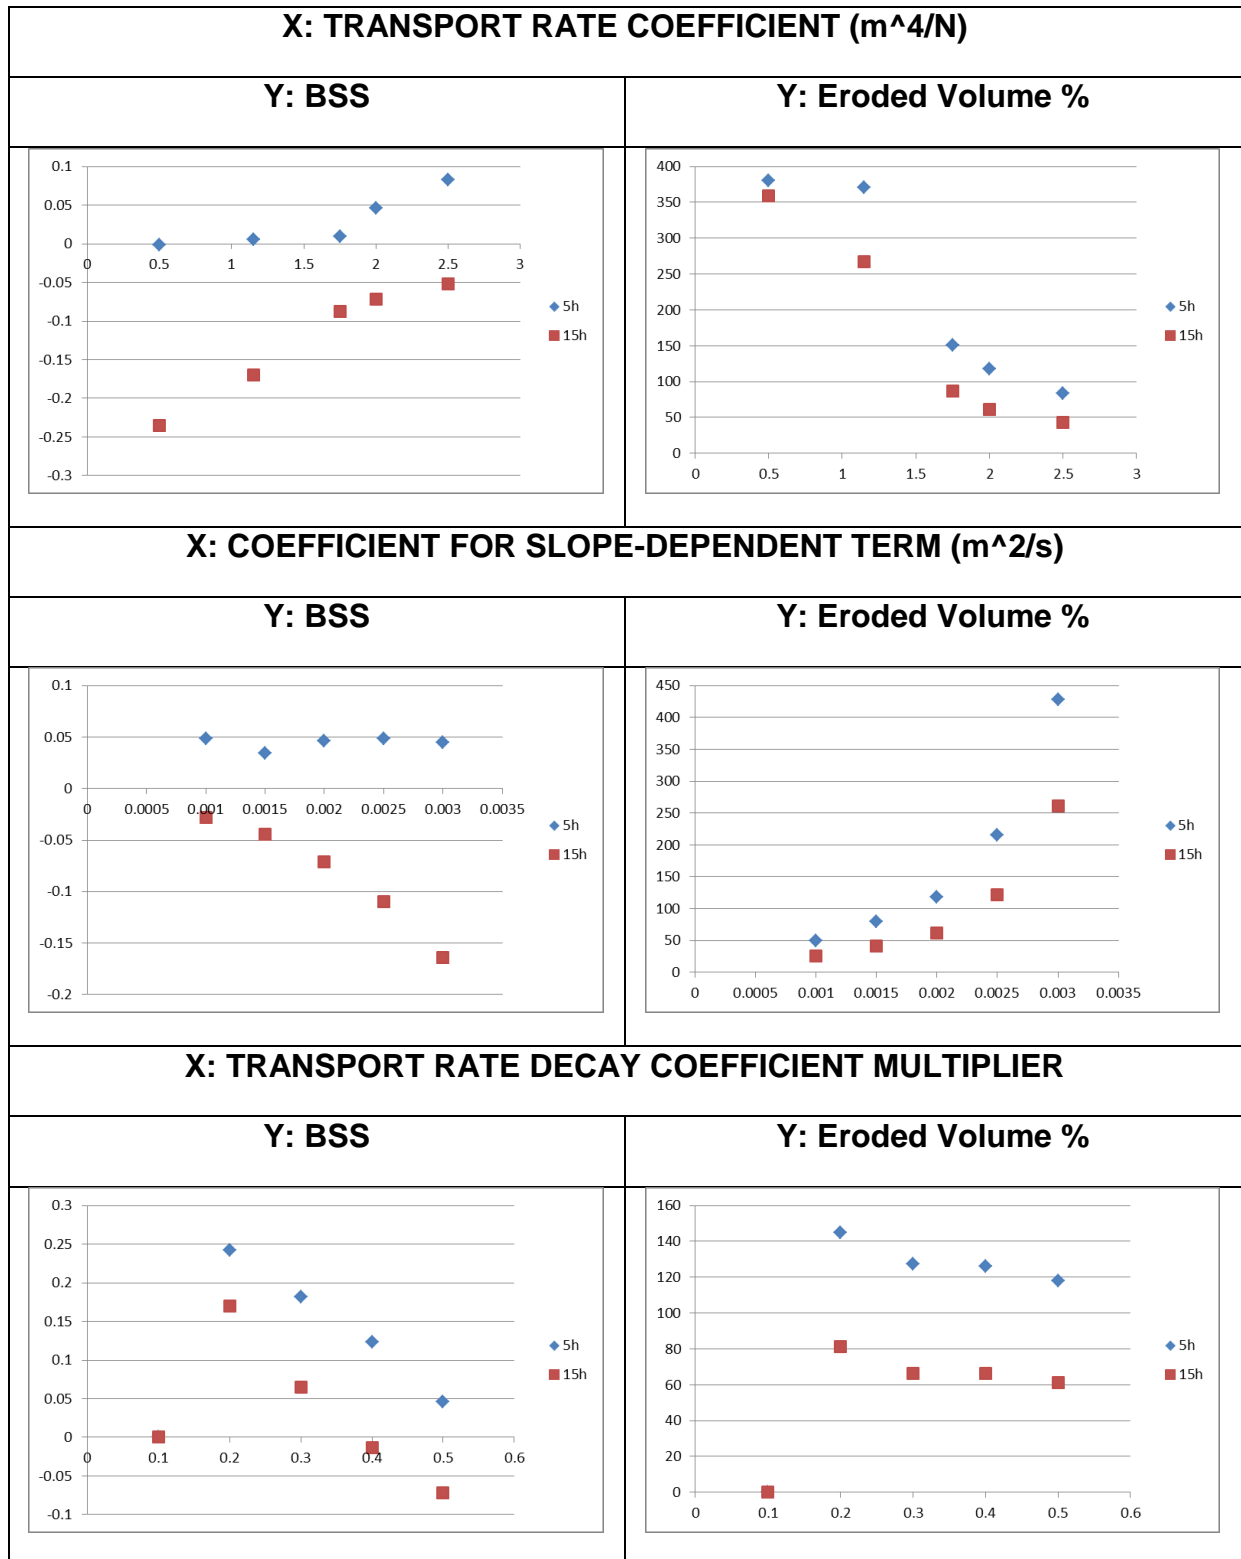 X: TRANSPORT RATE COEFFICIENT (m^4/N)
Y: BSS
Y: Eroded Volume %
0.1
0.05
0
-0.05
-0.1
-0.15
-0.2
-0.25
-0.3
0 0.5 1 1.5 2 2.5 3
5h
15h
400
350
300
250
200
150
100
50
0
0 0.5 1 1.5 2 2.5 3
5h
15h
X: COEFFICIENT FOR SLOPE-DEPENDENT TERM (m^2/s)
Y: BSS
Y: Eroded Volume %
0.1
0.05
0
-0.05
-0.1
-0.15
-0.2
0 0.0005 0.001 0.0015 0.002 0.0025 0.003 0.0035
5h
15h
450
400
350
300
250
200
150
100
50
0
0 0.0005 0.001 0.0015 0.002 0.0025 0.003 0.0035
5h
15h
X: TRANSPORT RATE DECAY COEFFICIENT MULTIPLIER
Y: BSS
Y: Eroded Volume %
0.3
0.25
0.2
0.15
0.1
0.05
0
-0.05
-0.1
0 0.1 0.2 0.3 0.4 0.5 0.6
5h
15h
160
140
120
100
80
60
40
20
0
0 0.1 0.2 0.3 0.4 0.5 0.6
5h
15h